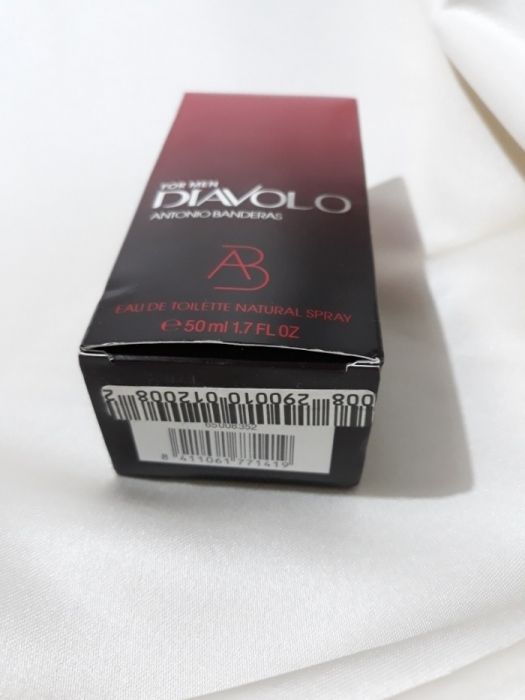 FOR MEN
DIAVOLO
ANTONIO BANDERAS
AB
EAU DE TOILETTE NATURAL SPRAY
e 50 ml 1.7 FL OZ
2 290010 012008 008
65008352
8 411061 771419